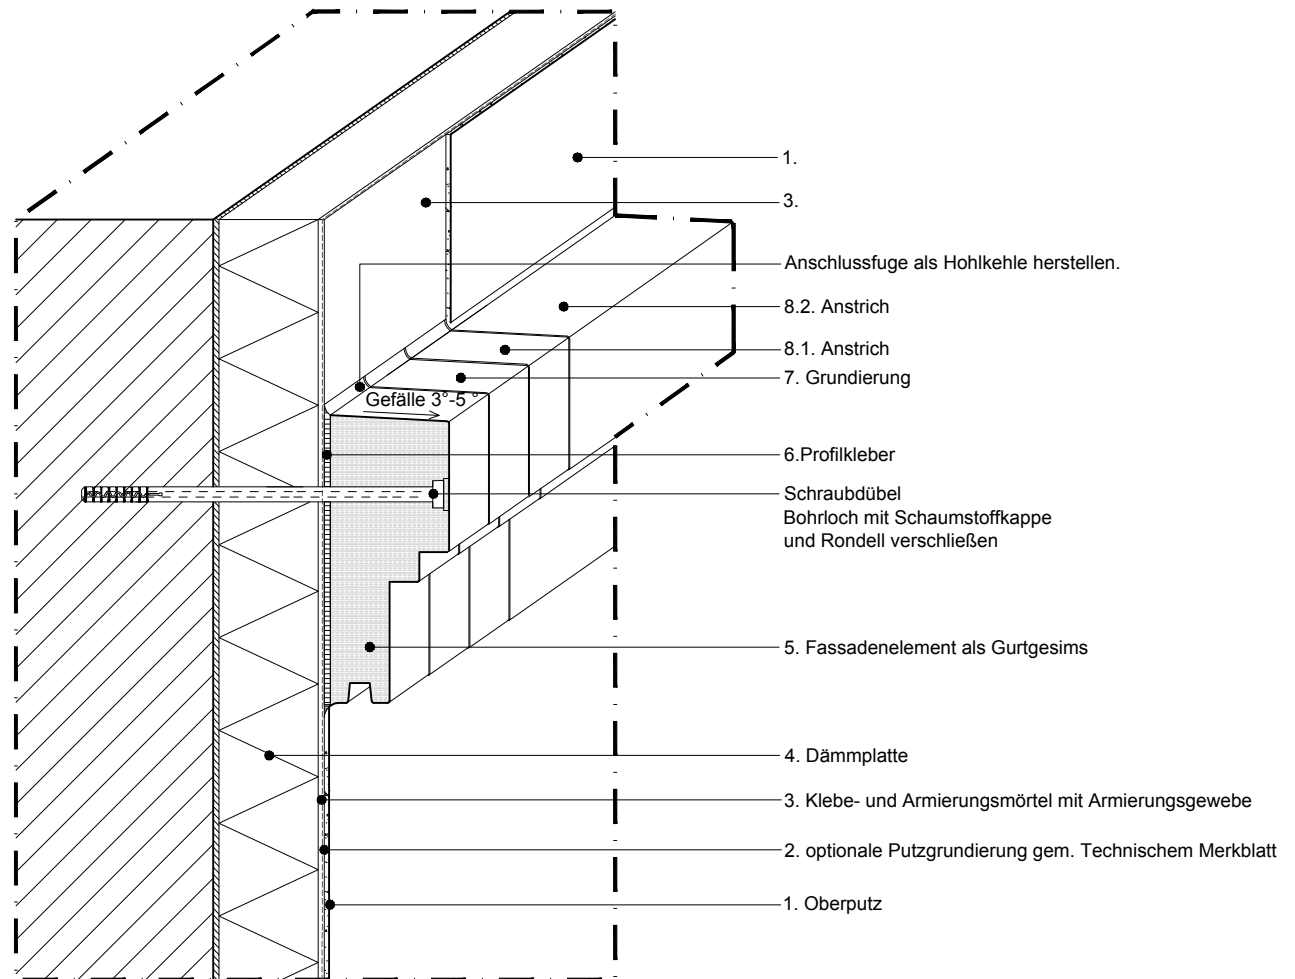 1.
3.
Anschlussfuge als Hohlkehle herstellen.
8.2. Anstrich
8.1. Anstrich
7. Grundierung
Gefälle 3°-5 °
6.Profilkleber
Schraubdübel
Bohrloch mit Schaumstoffkappe
und Rondell verschließen
5. Fassadenelement als Gurtgesims
4. Dämmplatte
3. Klebe- und Armierungsmörtel mit Armierungsgewebe
2. optionale Putzgrundierung gem. Technischem Merkblatt
1. Oberputz